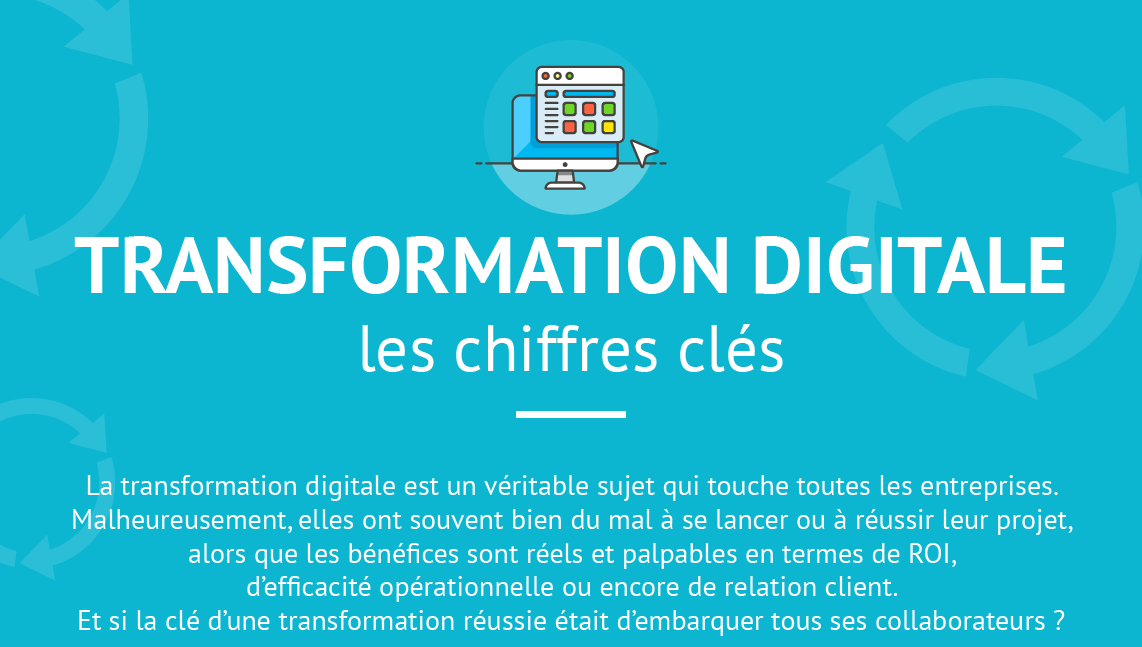 TRANSFORMATION DIGITALE
les chiffres clés
La transformation digitale est un véritable sujet qui touche toutes les entreprises.
Malheureusement, elles ont souvent bien du mal à se lancer ou à réussir leur projet,
alors que les bénéfices sont réels et palpables en termes de ROI,
d’efficacité opérationnelle ou encore de relation client.
Et si la clé d’une transformation réussie était d’embarquer tous ses collaborateurs ?